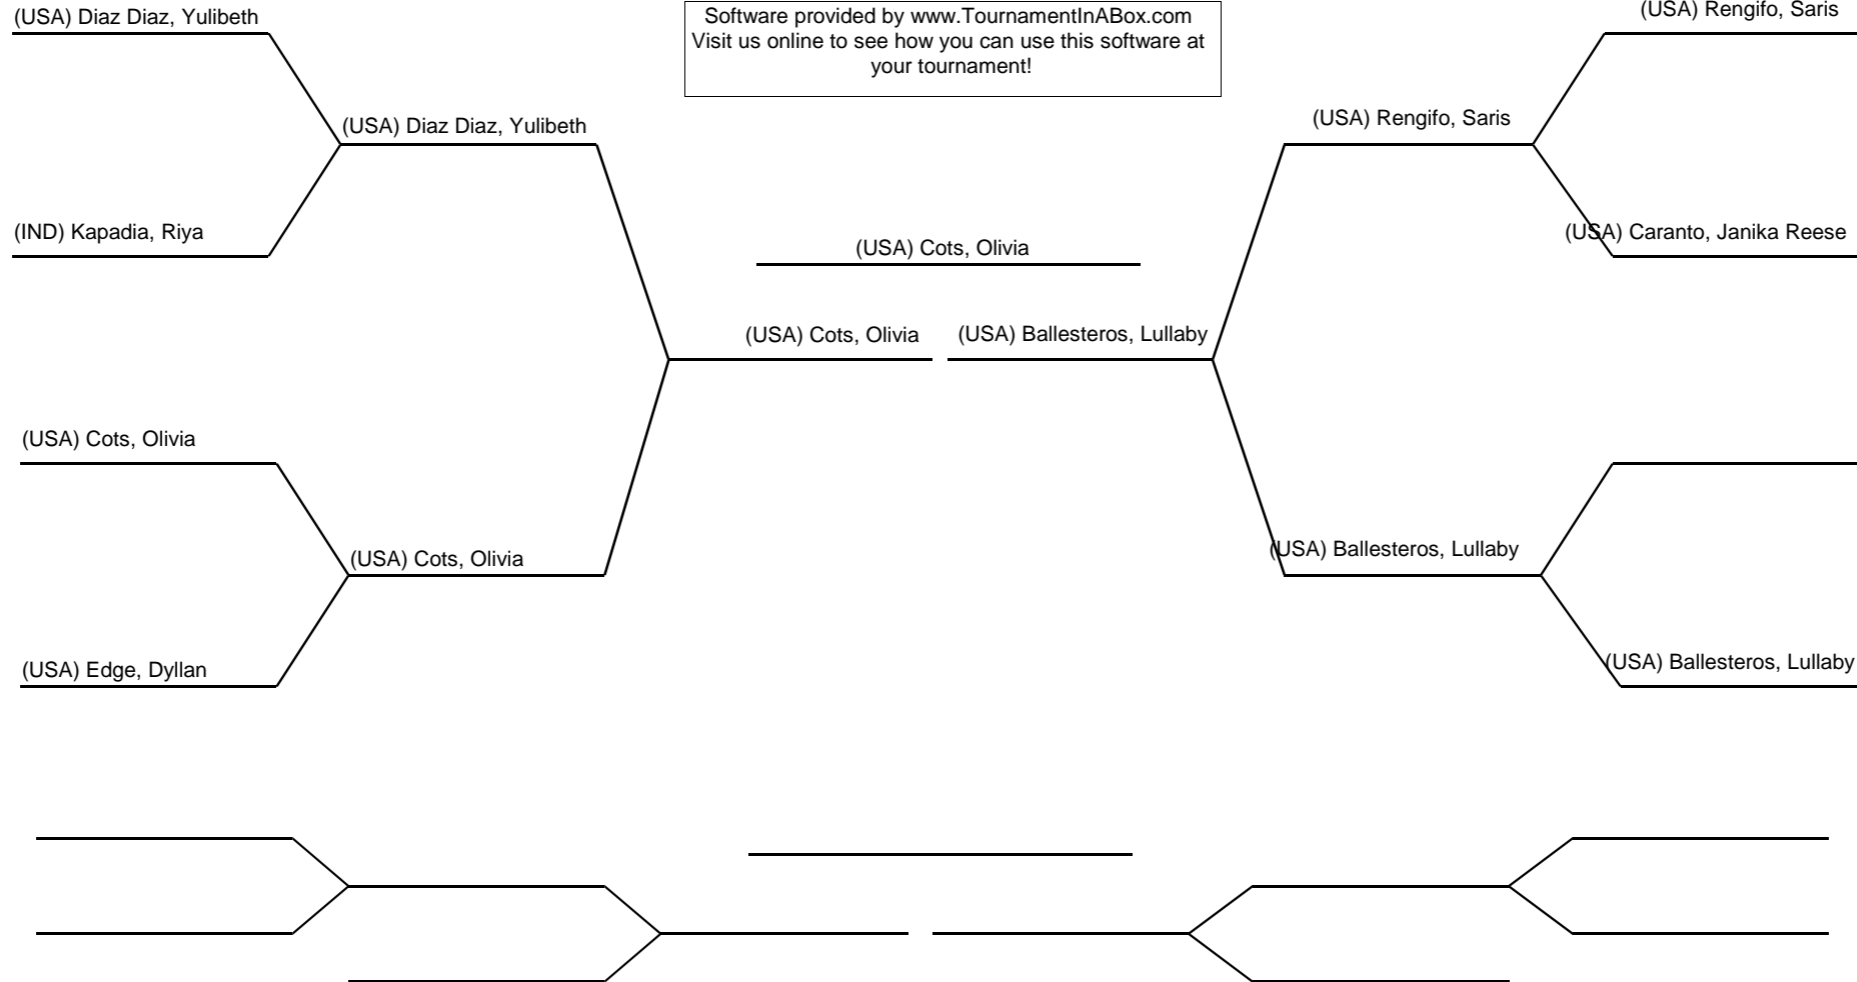 (USA) Diaz Diaz, Yulibeth
Software provided by www.TournamentInABox.com
Visit us online to see how you can use this software at
your tournament!
(USA) Rengifo, Saris
(USA) Diaz Diaz, Yulibeth
(USA) Rengifo, Saris
(IND) Kapadia, Riya
(USA) Cots, Olivia
(USA) Caranto, Janika Reese
(USA) Cots, Olivia
(USA) Ballesteros, Lullaby
(USA) Cots, Olivia
(USA) Cots, Olivia
(USA) Ballesteros, Lullaby
(USA) Edge, Dyllan
(USA) Ballesteros, Lullaby